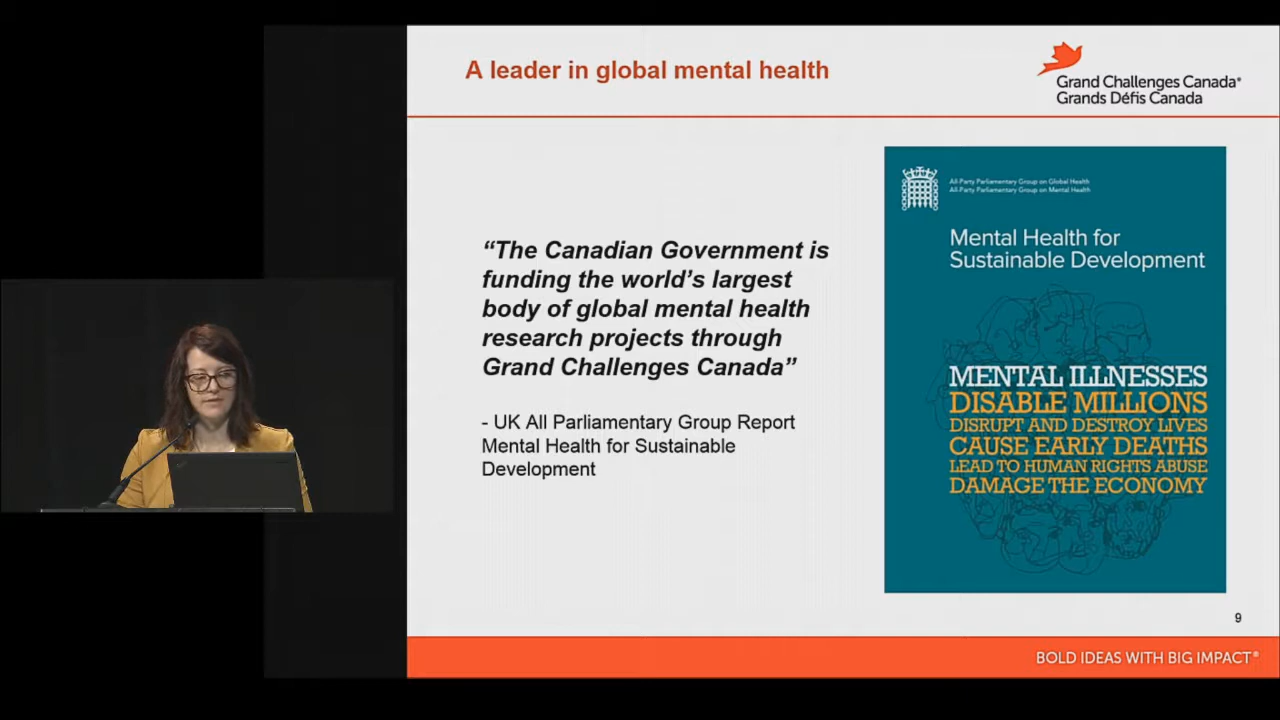 A leader in global mental health
Grand Challenges Canada®
Grands Défis Canada
“The Canadian Government is
funding the world’s largest
body of global mental health
research projects through
Grand Challenges Canada”
- UK All Parliamentary Group Report
Mental Health for Sustainable
Development
All-Party Parliamentary Group on Global Health
All-Party Parliamentary Group on Mental Health
Mental Health for
Sustainable Development
MENTAL ILLNESSES
DISABLE MILLIONS
DISRUPT AND DESTROY LIVES
CAUSE EARLY DEATHS
LEAD TO HUMAN RIGHTS ABUSE
DAMAGE THE ECONOMY
9
BOLD IDEAS WITH BIG IMPACT®